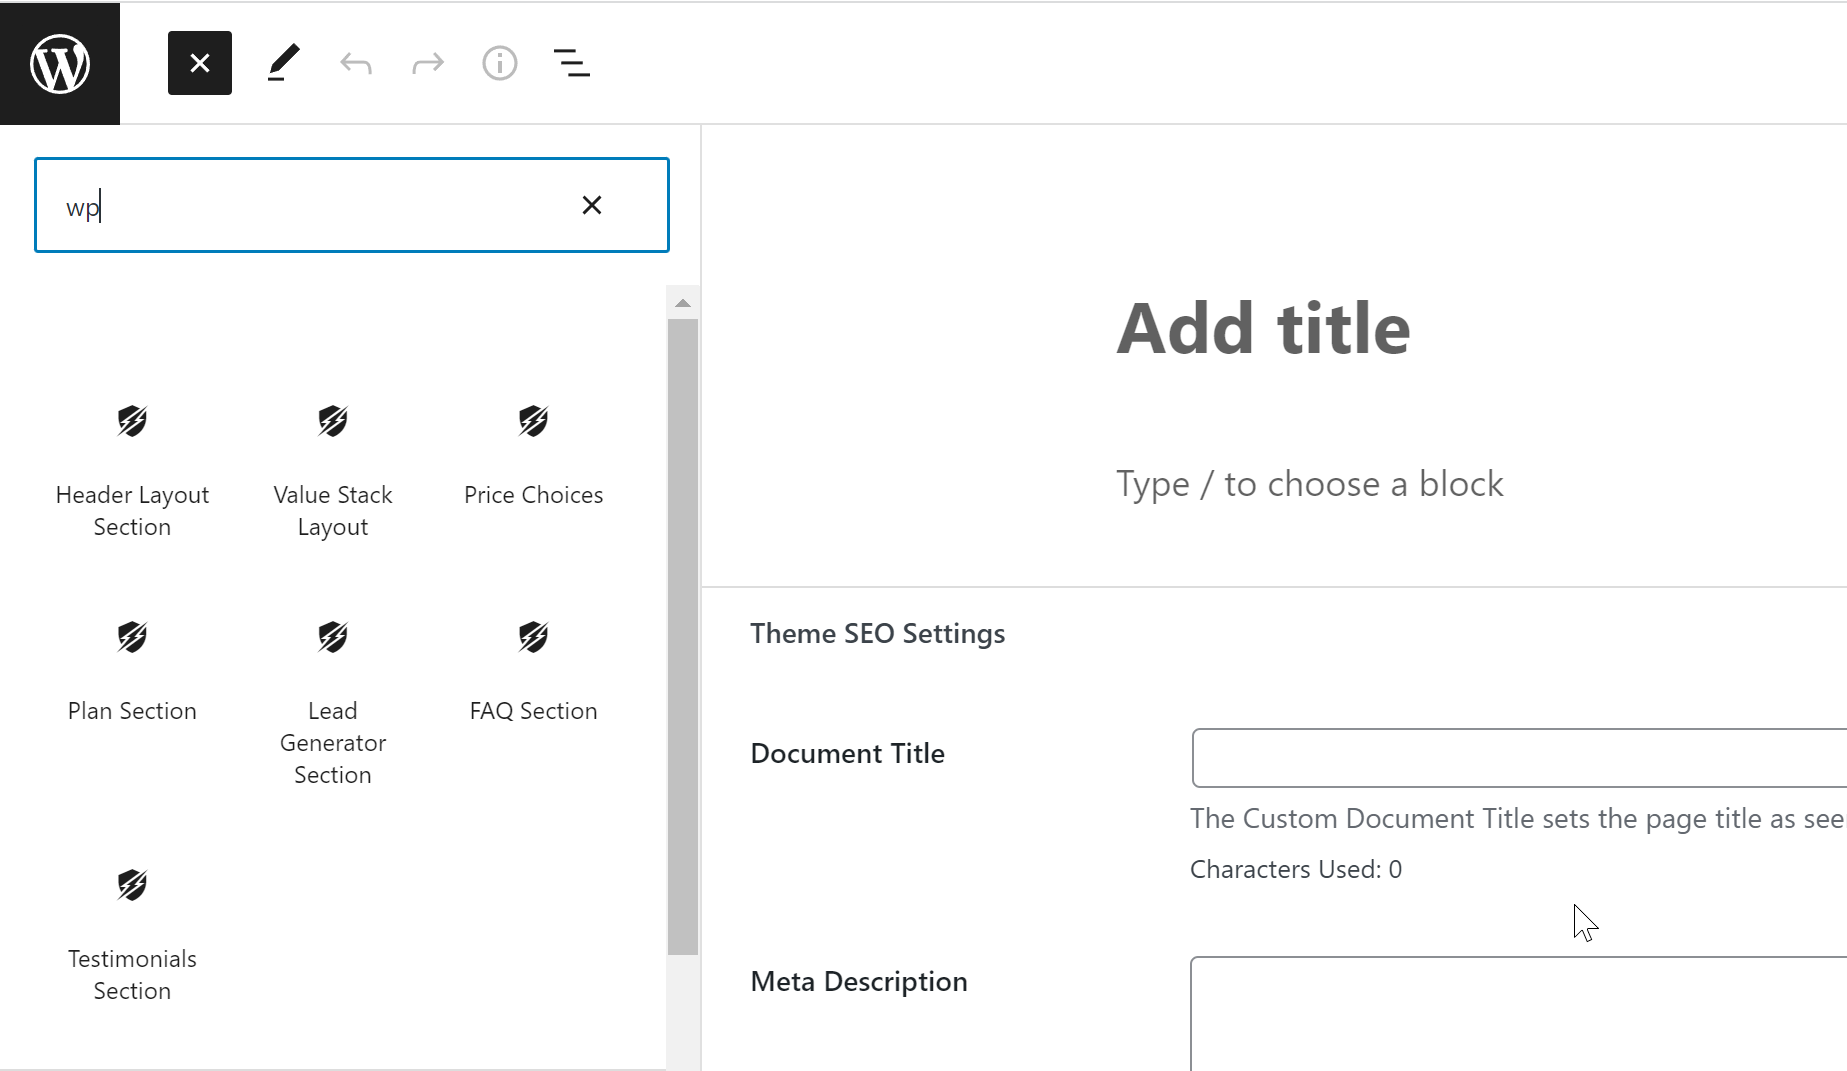 wp
Header Layout
Section
Value Stack
Layout
Price Choices
Plan Section
Lead
Generator
Section
FAQ Section
Testimonials
Section
Add title
Type / to choose a block
Theme SEO Settings
Document Title
The Custom Document Title sets the page title as see
Characters Used: 0
Meta Description